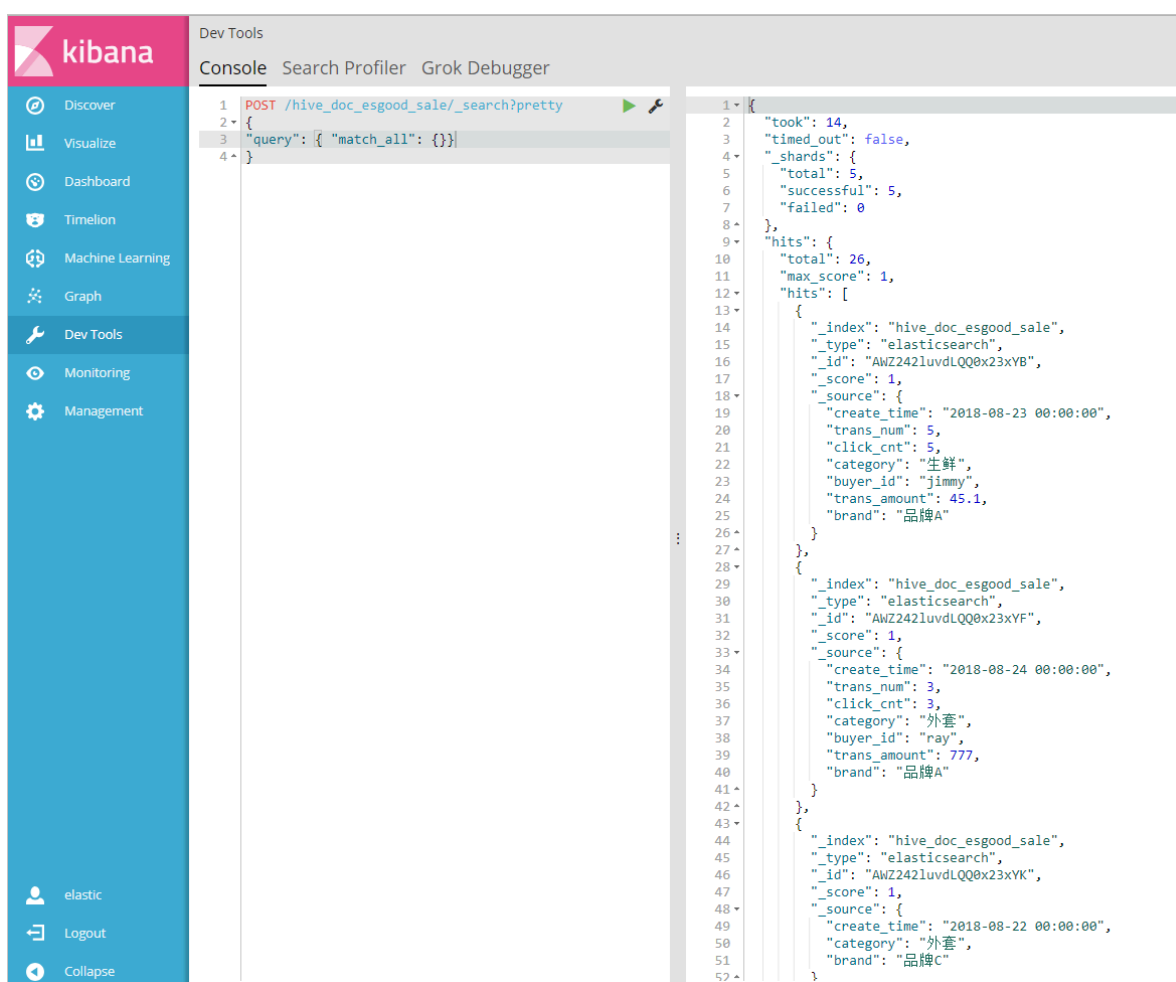 kibana
Discover
Visualize
Dashboard
Timelion
Machine Learning
Graph
Dev Tools
Monitoring
Management
elastic
Logout
Collapse
Dev Tools
Console Search Profiler Grok Debugger
1 POST /hive_doc_esgood_sale/_search?pretty
2 {
3 "query": { "match_all": {}}
4 }
1 {
2 "took": 14,
3 "timed_out": false,
4 "_shards": {
5 "total": 5,
6 "successful": 5,
7 "failed": 0
8 },
9 "hits": {
10 "total": 26,
11 "max_score": 1,
12 "hits": [
13 {
14 "_index": "hive_doc_esgood_sale",
15 "_type": "elasticsearch",
16 "_id": "AWZ242luvdLQQ0x23xYB",
17 "_score": 1,
18 "_source": {
19 "create_time": "2018-08-23 00:00:00",
20 "trans_num": 5,
21 "click_cnt": 5,
22 "category": "生鲜",
23 "buyer_id": "jimmy",
24 "trans_amount": 45.1,
25 "brand": "品牌A"
26 }
27 },
28 {
29 "_index": "hive_doc_esgood_sale",
30 "_type": "elasticsearch",
31 "_id": "AWZ242luvdLQQ0x23xYF",
32 "_score": 1,
33 "_source": {
34 "create_time": "2018-08-24 00:00:00",
35 "trans_num": 3,
36 "click_cnt": 3,
37 "category": "外套",
38 "buyer_id": "ray",
39 "trans_amount": 777,
40 "brand": "品牌A"
41 }
42 },
43 {
44 "_index": "hive_doc_esgood_sale",
45 "_type": "elasticsearch",
46 "_id": "AWZ242luvdLQQ0x23xYK",
47 "_score": 1,
48 "_source": {
49 "create_time": "2018-08-22 00:00:00",
50 "category": "外套",
51 "brand": "品牌C"
52 }